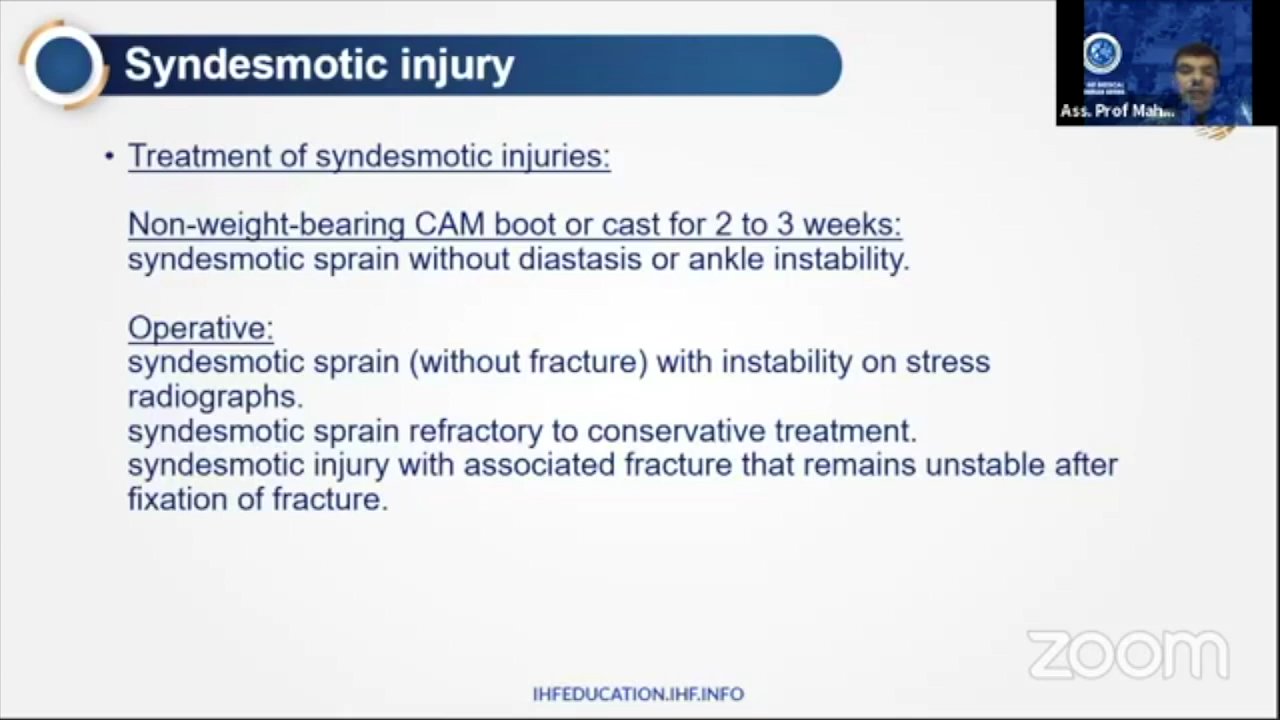 Syndesmotic injury
Ass. Prof Mah...
• Treatment of syndesmotic injuries:
Non-weight-bearing CAM boot or cast for 2 to 3 weeks:
syndesmotic sprain without diastasis or ankle instability.
Operative:
syndesmotic sprain (without fracture) with instability on stress
radiographs.
syndesmotic sprain refractory to conservative treatment.
syndesmotic injury with associated fracture that remains unstable after
fixation of fracture.
zoom
IHFEDUCATION.IHF.INFO